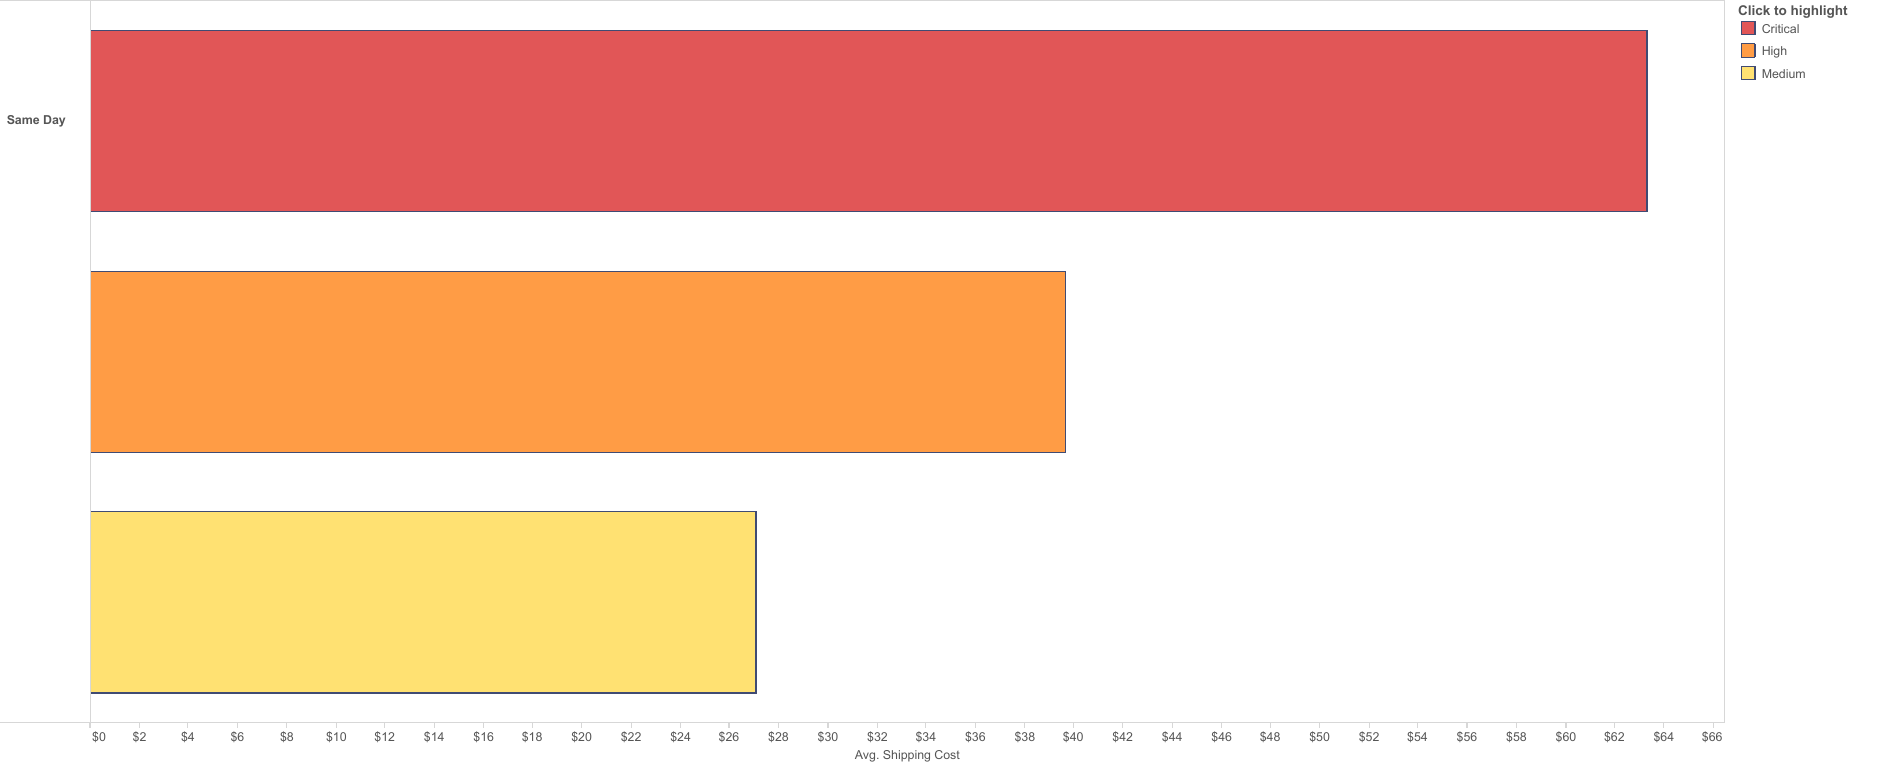 Click to highlight
Critical
High
Medium
Same Day
$0 $2 $4 $6 $8 $10 $12 $14 $16 $18 $20 $22 $24 $26 $28 $30 $32 $34 $36 $38 $40 $42 $44 $46 $48 $50 $52 $54 $56 $58 $60 $62 $64 $66
Avg. Shipping Cost